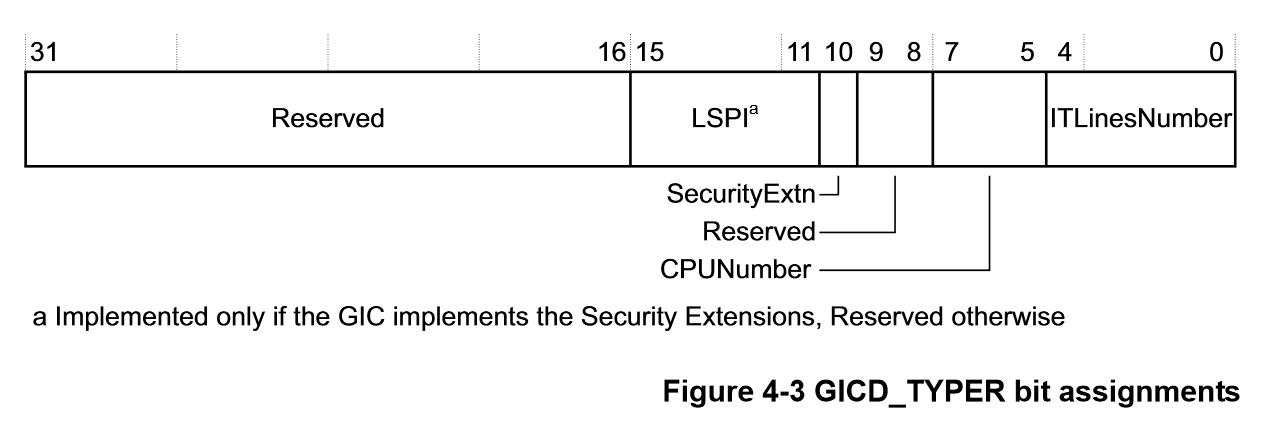 31 16 15 11 10 9 8 7 5 4 0
Reserved LSPIa ITLinesNumber
SecurityExtn
Reserved
CPUNumber
a Implemented only if the GIC implements the Security Extensions, Reserved otherwise
Figure 4-3 GICD_TYPER bit assignments